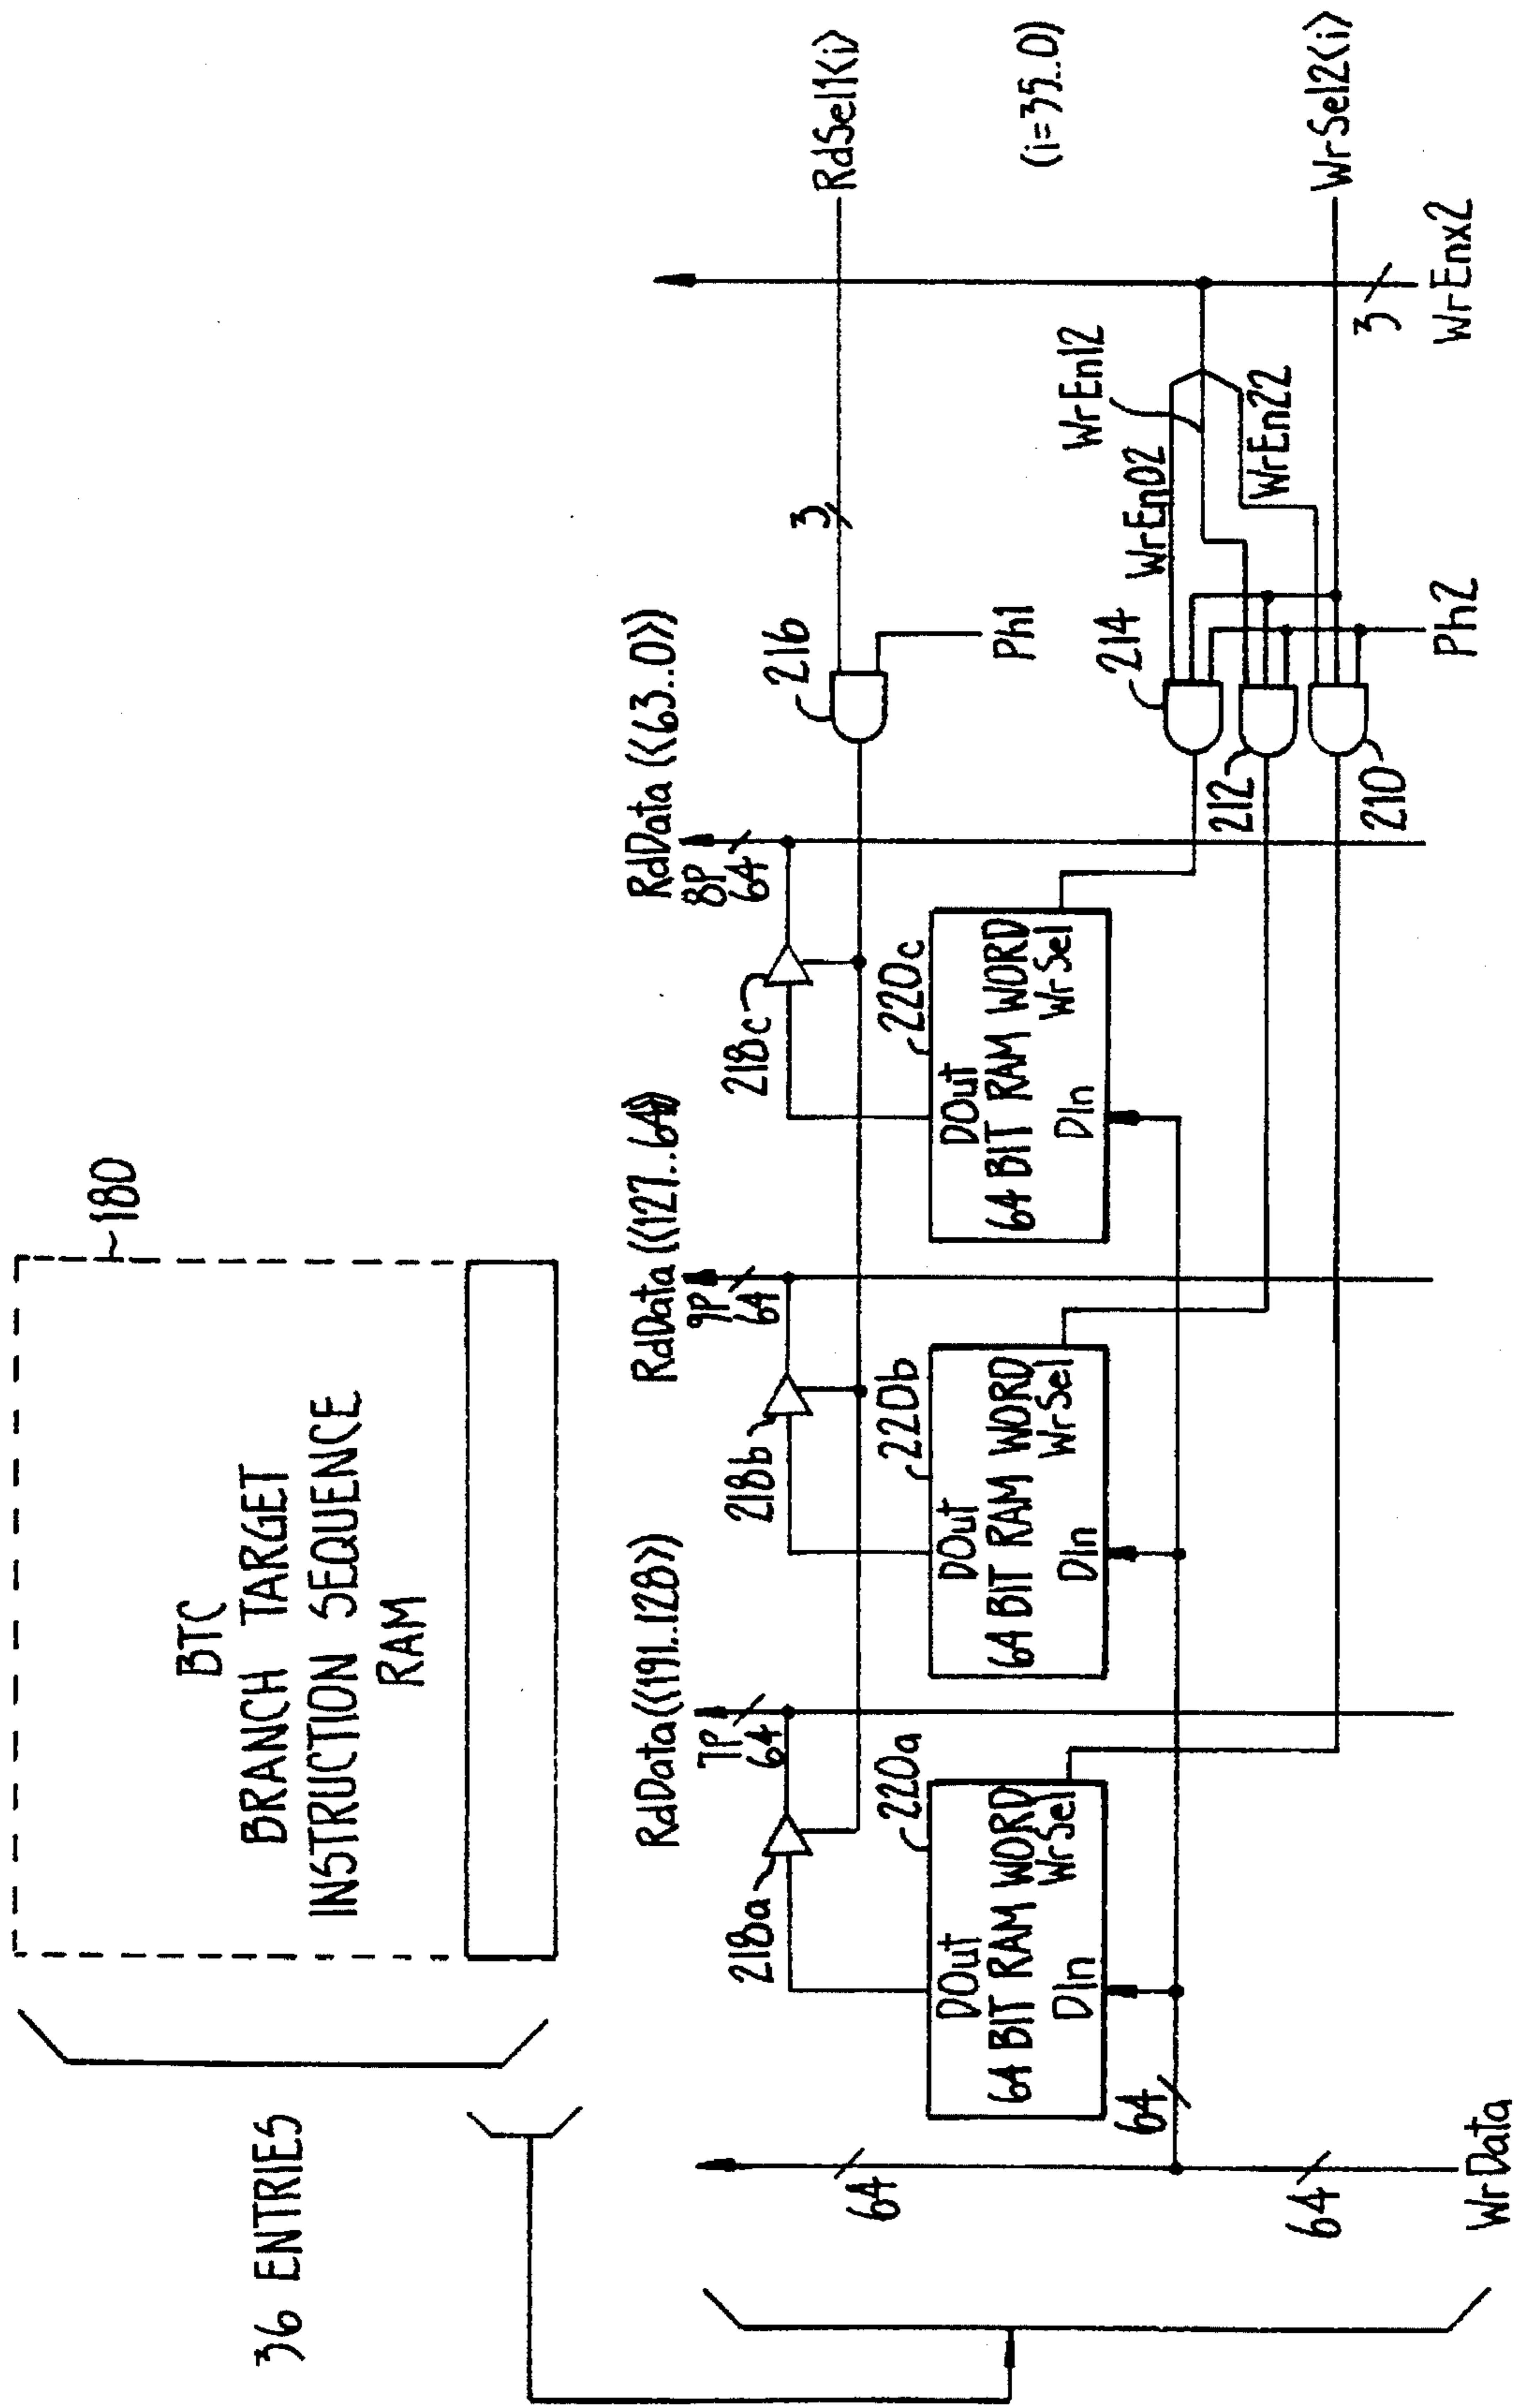 36 ENTRIES
BTC
BRANCH TARGET
INSTRUCTION SEQUENCE
RAM
180
RdData⟨⟨191..128⟩⟩
7P
64
RdData⟨⟨127..64⟩⟩
9P
64
RdData⟨⟨63..0⟩⟩
8P
64
218a
218b
218c
216
3
RdSel1⟨i⟩
Ph1
64
220a
DOut
64 BIT RAM WORD
WrSel
DIn
220b
DOut
64 BIT RAM WORD
WrSel
DIn
220c
DOut
64 BIT RAM WORD
WrSel
DIn
(i=35..0)
64
214
212
210
WrEn02
WrEn12
WrEn22
64
WrData
Ph2
3
WrEnx2
WrSel2⟨i⟩